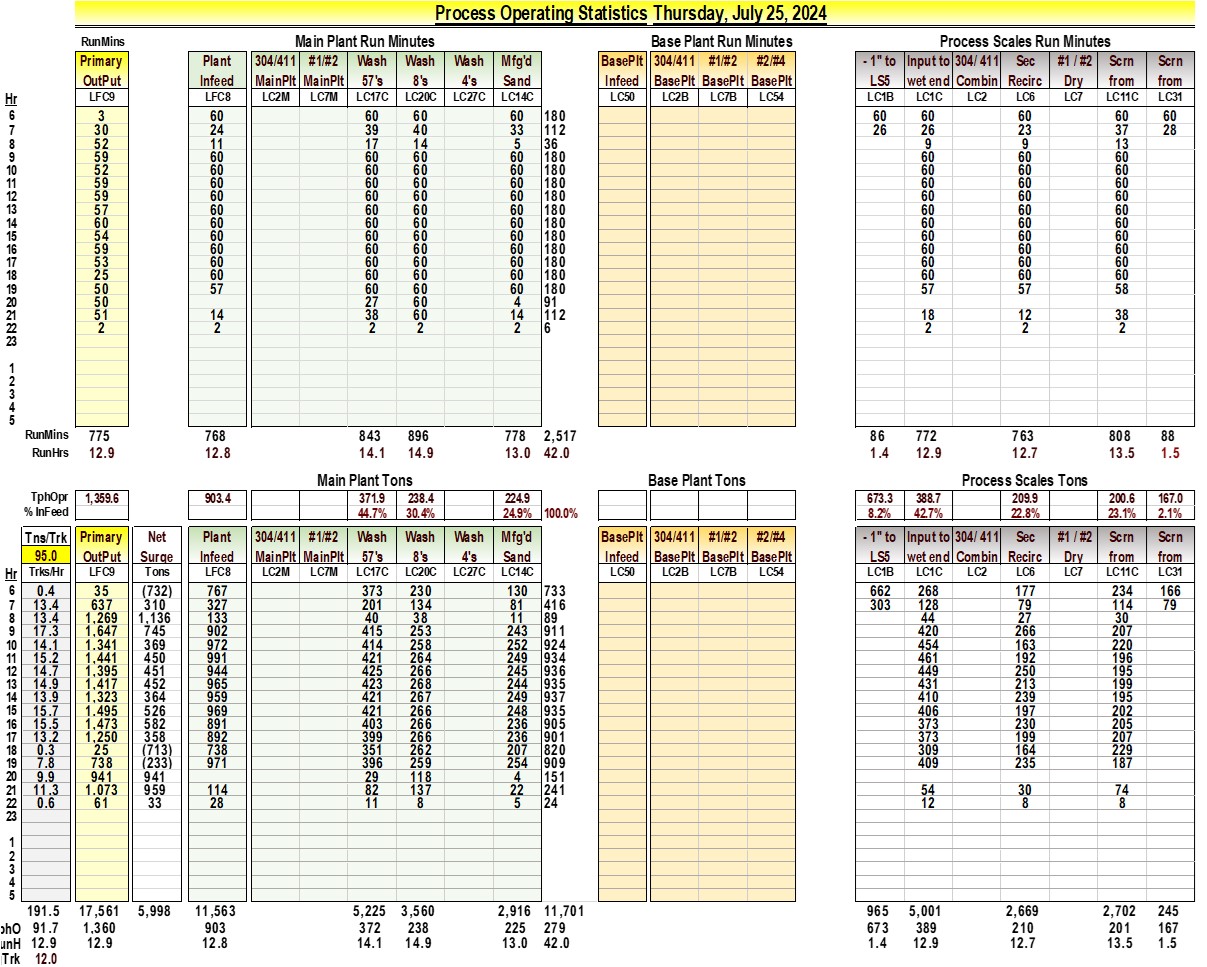 Process Operating Statistics Thursday, July 25, 2024
RunMins Main Plant Run Minutes Base Plant Run Minutes Process Scales Run Minutes
Primary Plant 304/411 #1/#2 Wash Wash Wash Mfg'd BasePlt 304/411 #1/#2 #2/#4 - 1" to Input to 304/ 411 Sec #1 / #2 Scrn Scrn
OutPut Infeed MainPlt MainPlt 57's 8's 4's Sand Infeed BasePlt BasePlt BasePlt LS5 wet end Combin Recirc Dry from from
Hr LFC9 LFC8 LC2M LC7M LC17C LC20C LC27C LC14C LC50 LC2B LC7B LC54 LC1B LC1C LC2 LC6 LC7 LC11C LC31
6 3 60 60 60 60 180 60 60 60 60 60
7 30 24 39 40 33 112 26 26 23 37 28
8 52 11 17 14 5 36 9 9 13
9 59 60 60 60 60 180 60 60 60
10 52 60 60 60 60 180 60 60 60
11 59 60 60 60 60 180 60 60 60
12 59 60 60 60 60 180 60 60 60
13 57 60 60 60 60 180 60 60 60
14 60 60 60 60 60 180 60 60 60
15 54 60 60 60 60 180 60 60 60
16 59 60 60 60 60 180 60 60 60
17 53 60 60 60 60 180 60 60 60
18 25 60 60 60 60 180 60 60 60
19 50 57 60 60 60 180 57 57 58
20 50 27 60 4 91
21 51 14 38 60 14 112 18 12 38
22 2 2 2 2 2 6 2 2 2
23
1
2
3
4
5
RunMins 775 768 843 896 778 2,517 86 772 763 808 88
RunHrs 12.9 12.8 14.1 14.9 13.0 42.0 1.4 12.9 12.7 13.5 1.5
Main Plant Tons Base Plant Tons Process Scales Tons
TphOpr 1,359.6 903.4 371.9 238.4 224.9 673.3 388.7 209.9 200.6 167.0
% InFeed 44.7% 30.4% 24.9% 100.0% 8.2% 42.7% 22.8% 23.1% 2.1%
Tns/Trk Primary Net Plant 304/411 #1/#2 Wash Wash Wash Mfg'd BasePlt 304/411 #1/#2 #2/#4 - 1" to Input to 304/ 411 Sec #1 / #2 Scrn Scrn
95.0 OutPut Surge Infeed MainPlt MainPlt 57's 8's 4's Sand Infeed BasePlt BasePlt BasePlt LS5 wet end Combin Recirc Dry from from
Hr Trks/Hr LFC9 Tons LFC8 LC2M LC7M LC17C LC20C LC27C LC14C LC50 LC2B LC7B LC54 LC1B LC1C LC2 LC6 LC7 LC11C LC31
6 0.4 35 (732) 767 373 230 130 733 662 268 177 234 166
7 13.4 637 310 327 201 134 81 416 303 128 79 114 79
8 13.4 1,269 1,136 133 40 38 11 89 44 27 30
9 17.3 1,647 745 902 415 253 243 911 420 266 207
10 14.1 1,341 369 972 414 258 252 924 454 163 220
11 15.2 1,441 450 991 421 264 249 934 461 192 196
12 14.7 1,395 451 944 425 266 245 936 449 250 195
13 14.9 1,417 452 965 423 268 244 935 431 213 199
14 13.9 1,323 364 959 421 267 249 937 410 239 195
15 15.7 1,495 526 969 421 266 248 935 406 197 202
16 15.5 1,473 582 891 403 266 236 905 373 230 205
17 13.2 1,250 358 892 399 266 236 901 373 199 207
18 0.3 25 (713) 738 351 262 207 820 309 164 229
19 7.8 738 (233) 971 396 259 254 909 409 235 187
20 9.9 941 941 29 118 4 151
21 11.3 1,073 959 114 82 137 22 241 54 30 74
22 0.6 61 33 28 11 8 5 24 12 8 8
23
1
2
3
4
5
191.5 17,561 5,998 11,563 5,225 3,560 2,916 11,701 965 5,001 2,669 2,702 245
phO 91.7 1,360 903 372 238 225 279 673 389 210 201 167
unH 12.9 12.9 12.8 14.1 14.9 13.0 42.0 1.4 12.9 12.7 13.5 1.5
Trk 12.0